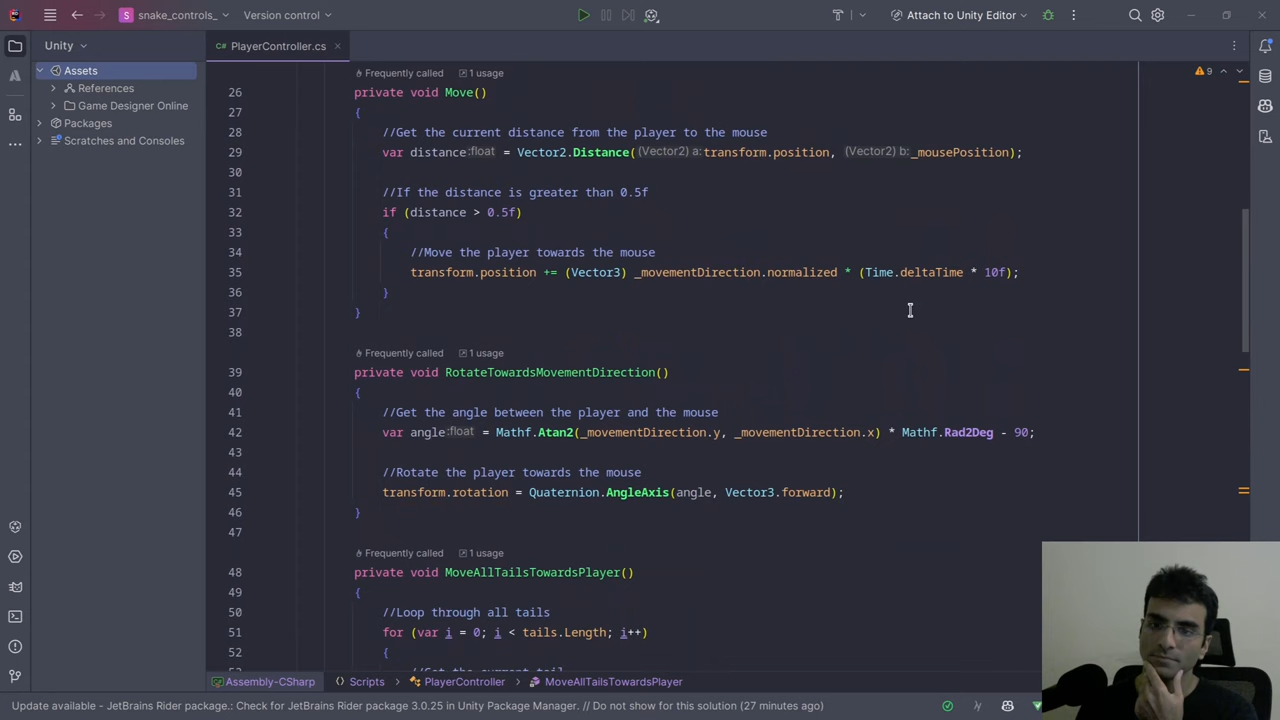 S snake_controls_ Version control Attach to Unity Editor
Unity C# PlayerController.cs
Assets
References
Game Designer Online
Packages
Scratches and Consoles
9
Frequently called 1 usage
26 private void Move()
27 {
28 //Get the current distance from the player to the mouse
29 var distance:float = Vector2.Distance((Vector2) a:transform.position, (Vector2) b:_mousePosition);
30
31 //If the distance is greater than 0.5f
32 if (distance > 0.5f)
33 {
34 //Move the player towards the mouse
35 transform.position += (Vector3) _movementDirection.normalized * (Time.deltaTime * 10f);
36 }
37 }
38
Frequently called 1 usage
39 private void RotateTowardsMovementDirection()
40 {
41 //Get the angle between the player and the mouse
42 var angle:float = Mathf.Atan2(_movementDirection.y, _movementDirection.x) * Mathf.Rad2Deg - 90;
43
44 //Rotate the player towards the mouse
45 transform.rotation = Quaternion.AngleAxis(angle, Vector3.forward);
46 }
47
Frequently called 1 usage
48 private void MoveAllTailsTowardsPlayer()
49 {
50 //Loop through all tails
51 for (var i = 0; i < tails.Length; i++)
52 {
Assembly-CSharp Scripts PlayerController MoveAllTailsTowardsPlayer
Update available - JetBrains Rider package.: Check for JetBrains Rider package 3.0.25 in Unity Package Manager. // Do not show for this solution (27 minutes ago)